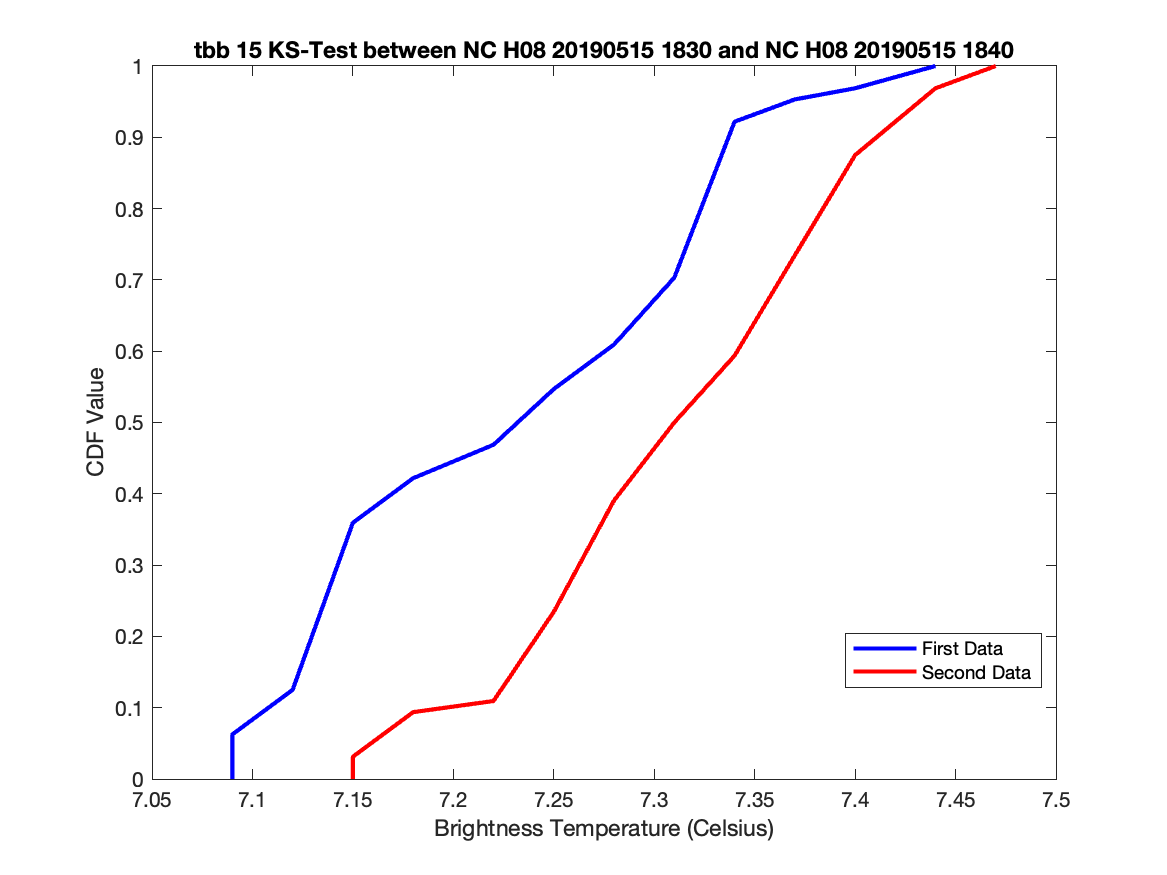 tbb 15 KS-Test between NC H08 20190515 1830 and NC H08 20190515 1840
1
0.9
0.8
0.7
0.6
0.5
0.4
0.3
0.2
0.1
0
CDF Value
First Data
Second Data
7.05 7.1 7.15 7.2 7.25 7.3 7.35 7.4 7.45 7.5
Brightness Temperature (Celsius)